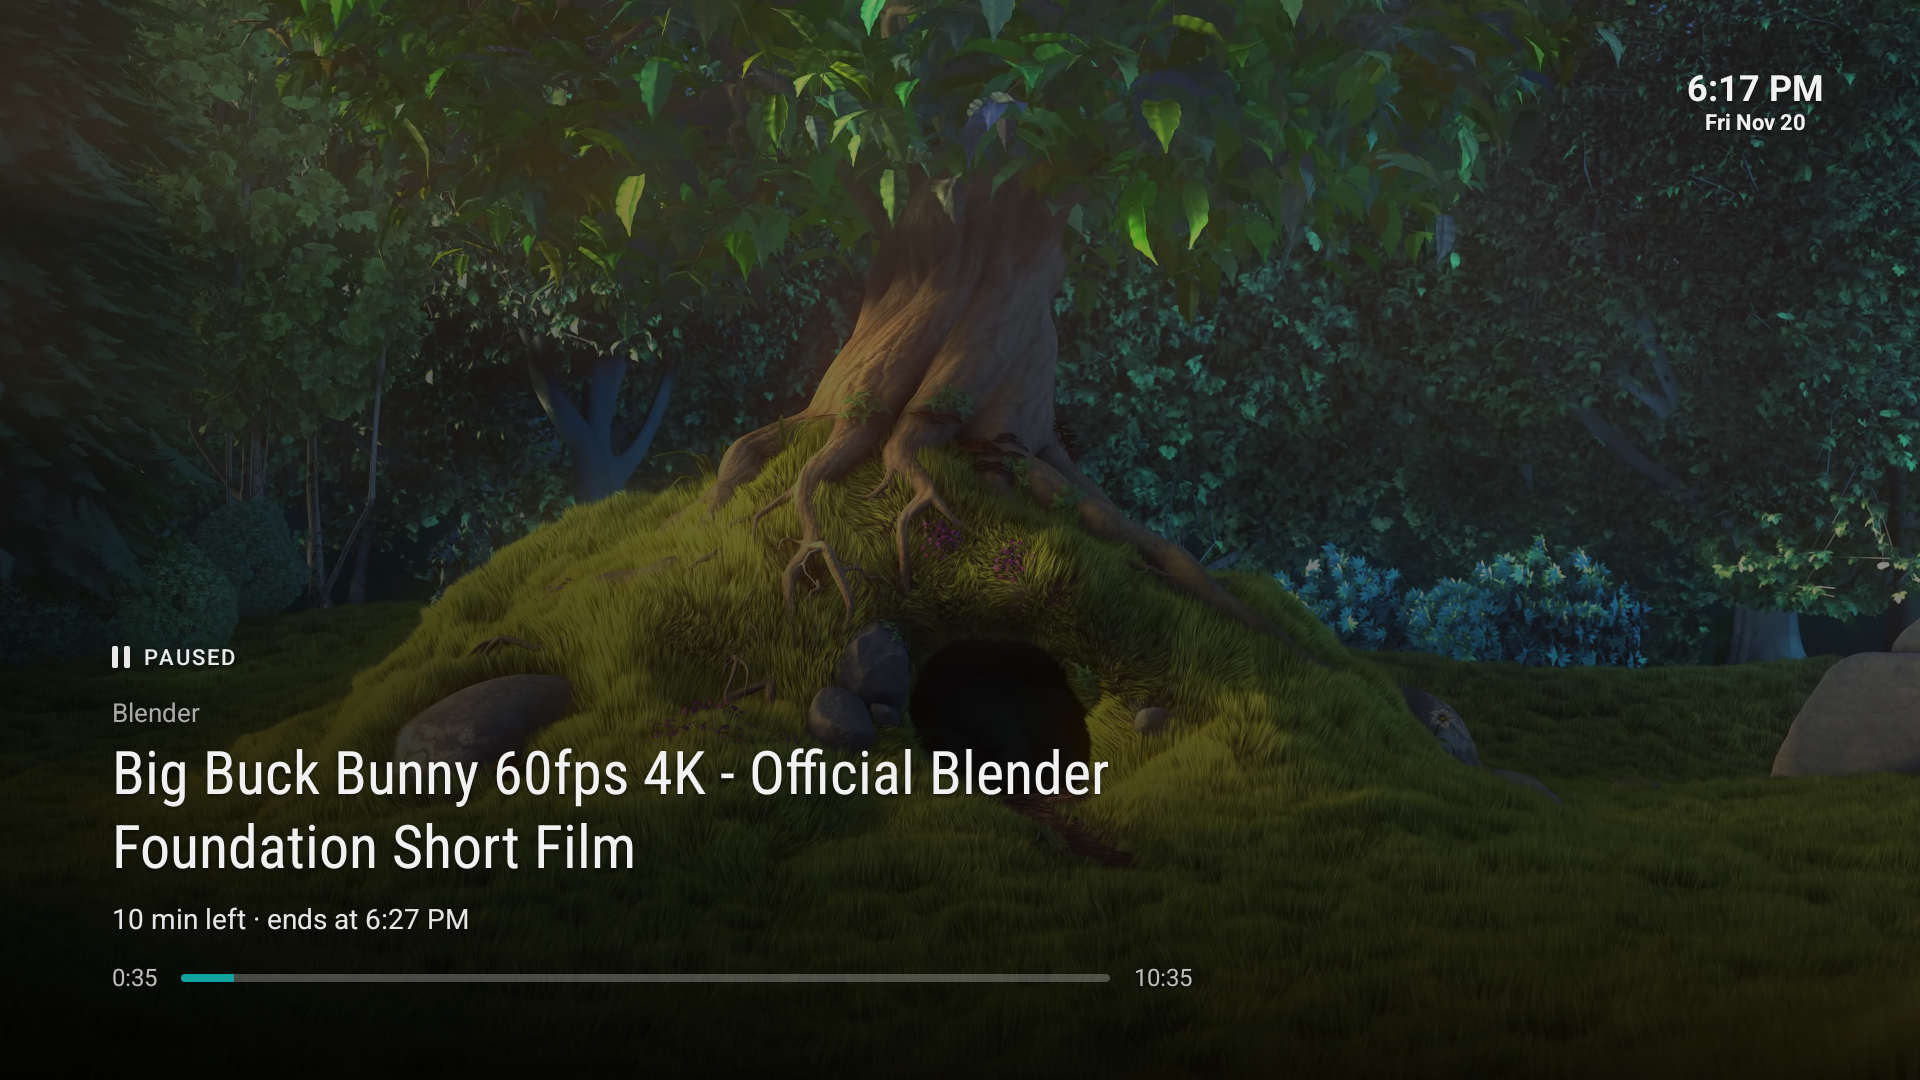 6:17 PM
Fri Nov 20
PAUSED
Blender
Big Buck Bunny 60fps 4K - Official Blender
Foundation Short Film
10 min left · ends at 6:27 PM
0:35
10:35